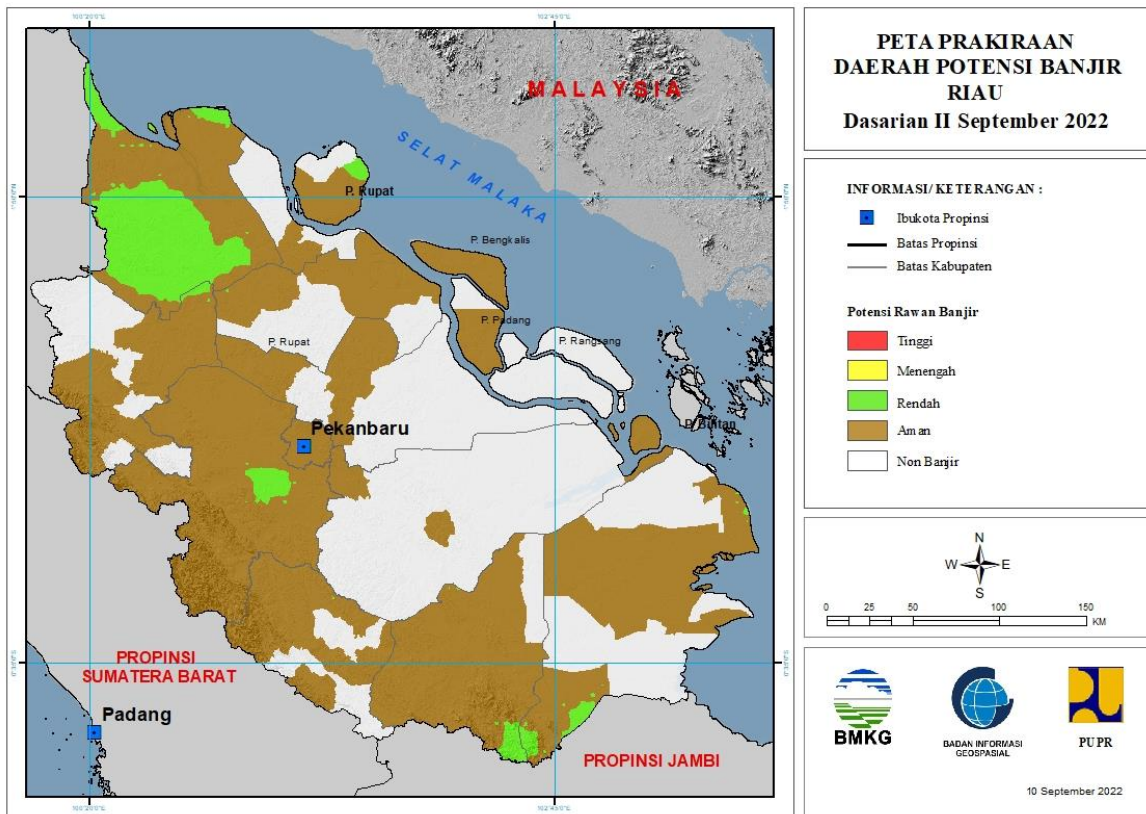 PETA PRAKIRAAN
DAERAH POTENSI BANJIR
RIAU
Dasarian II September 2022
INFORMASI/ KETERANGAN :
Ibukota Propinsi
Batas Propinsi
Batas Kabupaten
Potensi Rawan Banjir
Tinggi
Menengah
Rendah
Aman
Non Banjir
N
W E
S
0 25 50 100 150
KM
BMKG
BADAN INFORMASI
GEOSPASIAL
PUPR
10 September 2022
MALAYSIA
SELAT MALAKA
P. Rupat
P. Bengkalis
P. Padang
P. Rangsang
P. Rupat
P. Bintan
Pekanbaru
PROPINSI
SUMATERA BARAT
Padang
PROPINSI JAMBI